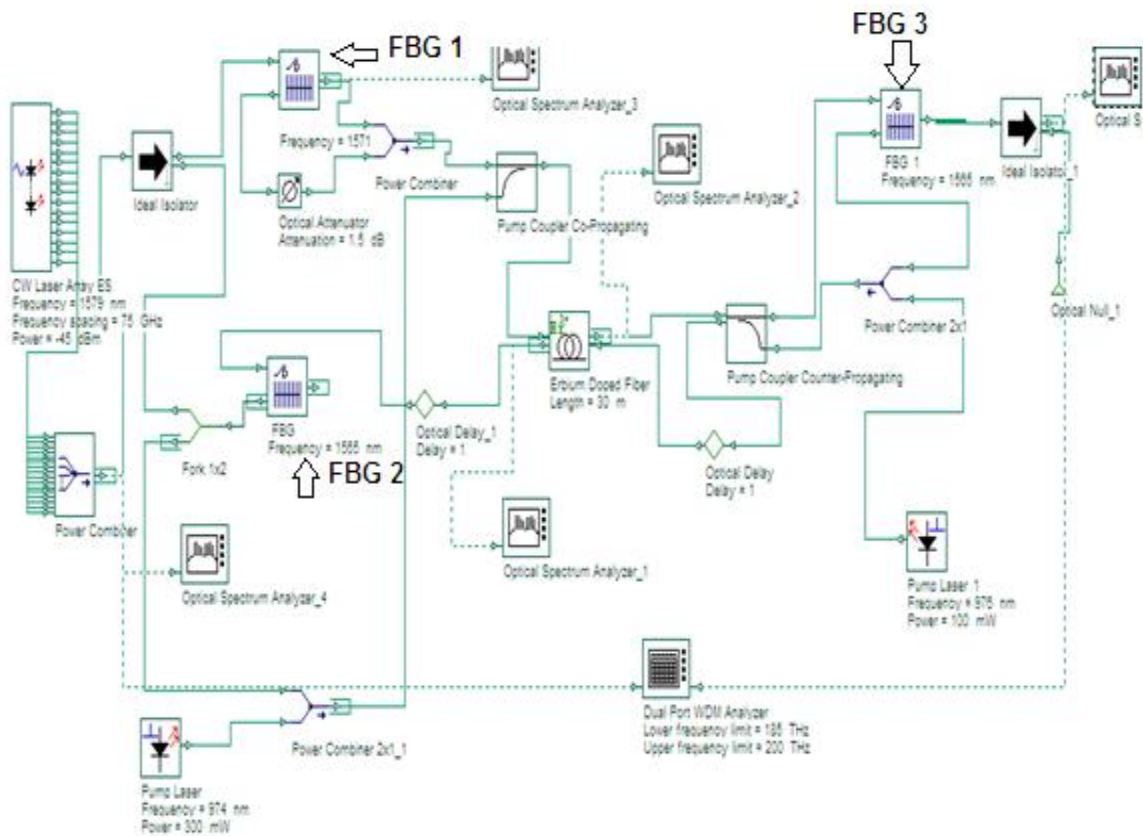 FBG 1
FBG 3
Optical Spectrum Analyzer_3
Optical S
Frequency = 1571
Power Combiner
Ideal Isolator
Optical Attenuator
Attenuation = 1.5 dB
Pump Coupler Co-Propagating
Optical Spectrum Analyzer_2
FBG 1
Frequency = 1565 nm
Ideal Isolator_1
CW Laser Array ES
Frequency = 1579 nm
Frequency spacing = 75 GHz
Power = -45 dBm
Optical Null_1
Power Combiner 2x1
Pump Coupler Counter-Propagating
Erbium Doped Fiber
Length = 30 m
FBG
Frequency = 1565 nm
FBG 2
Optical Delay_1
Delay = 1
Optical Delay
Delay = 1
Fork 1x2
Power Combiner
Optical Spectrum Analyzer_4
Optical Spectrum Analyzer_1
Pump Laser 1
Frequency = 975 nm
Power = 100 mW
Dual Port WDM Analyzer
Lower frequency limit = 185 THz
Upper frequency limit = 200 THz
Power Combiner 2x1_1
Pump Laser
Frequency = 974 nm
Power = 300 mW